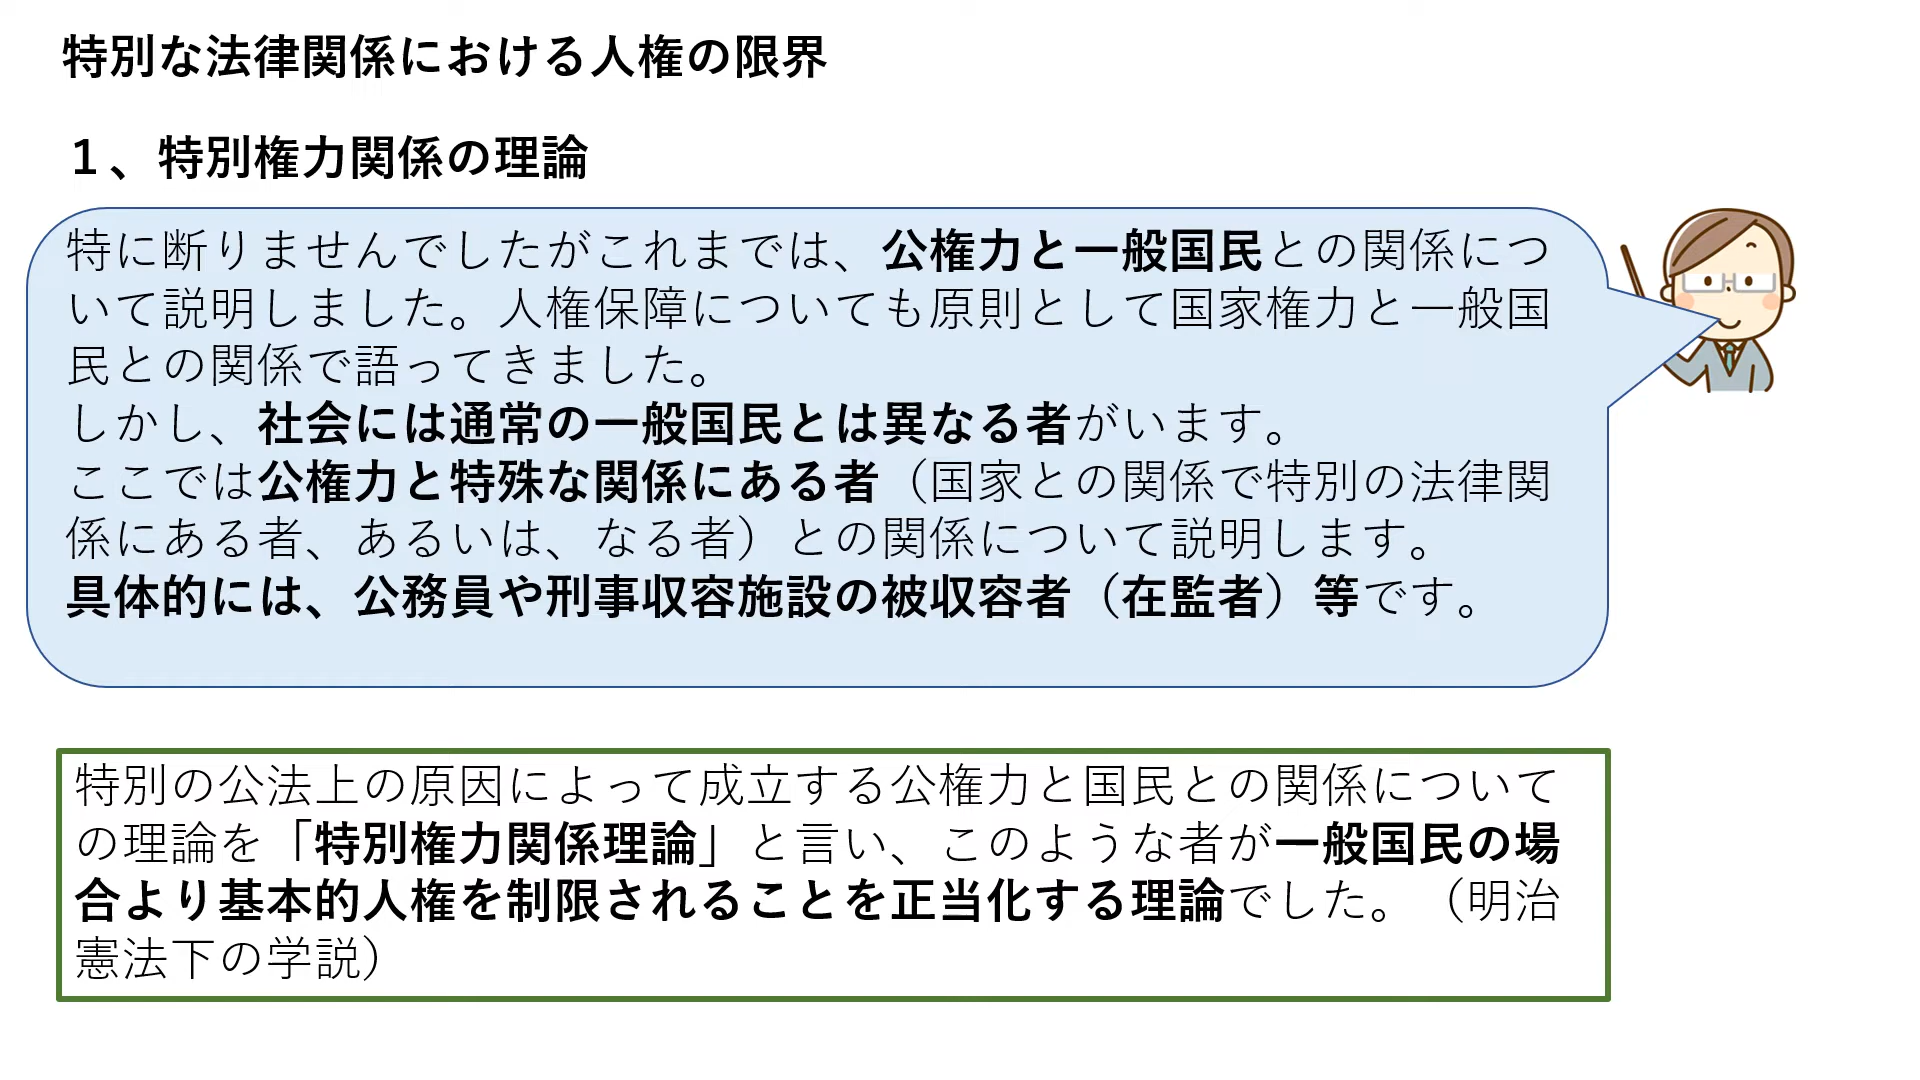 特別な法律関係における人権の限界
１、特別権力関係の理論
特に断りませんでしたがこれまでは、公権力と一般国民との関係につ
いて説明しました。人権保障についても原則として国家権力と一般国
民との関係で語ってきました。
しかし、社会には通常の一般国民とは異なる者がいます。
ここでは公権力と特殊な関係にある者（国家との関係で特別の法律関
係にある者、あるいは、なる者）との関係について説明します。
具体的には、公務員や刑事収容施設の被収容者（在監者）等です。
特別の公法上の原因によって成立する公権力と国民との関係について
の理論を「特別権力関係理論」と言い、このような者が一般国民の場
合より基本的人権を制限されることを正当化する理論でした。（明治
憲法下の学説）